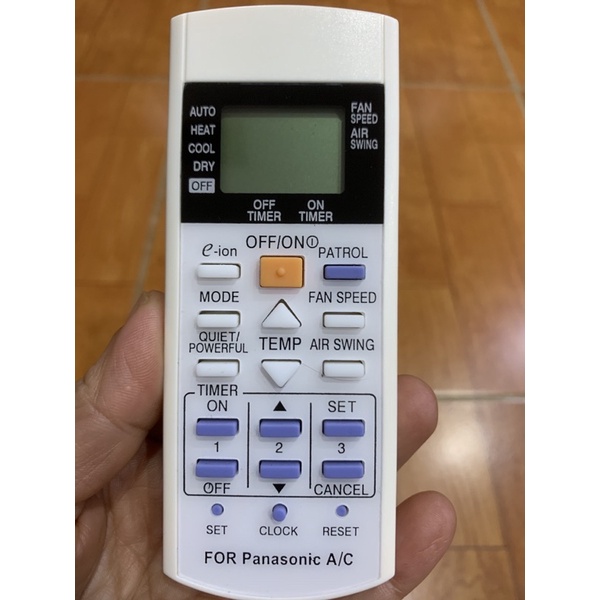 AUTO
HEAT
COOL
DRY
OFF
FAN
SPEED
AIR
SWING
OFF
TIMER
ON
TIMER
OFF/ON
e-ion
PATROL
MODE
FAN SPEED
QUIET/
POWERFUL
TEMP
AIR SWING
TIMER
ON
▲
SET
1
2
3
OFF
▼
CANCEL
SET
CLOCK
RESET
FOR Panasonic A/C